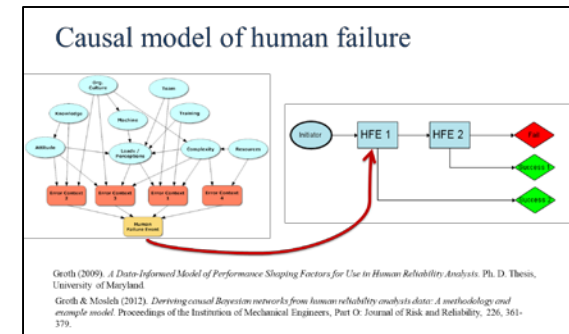 Causal model of human failure
Org.
Culture
Team
Knowledge
Training
Machine
Attitude
Loads /
Perceptions
Complexity
Resources
Error Context
1
Error Context
2
Error Context
3
Error Context
4
Human
Failure Event
Initiator
HFE 1
HFE 2
Fail
Success 1
Success 2
Groth (2009). A Data-Informed Model of Performance Shaping Factors for Use in Human Reliability Analysis. Ph. D. Thesis,
University of Maryland.
Groth & Mosleh (2012). Deriving causal Bayesian networks from human reliability analysis data: A methodology and
example model. Proceedings of the Institution of Mechanical Engineers, Part O: Journal of Risk and Reliability, 226, 361-
379.